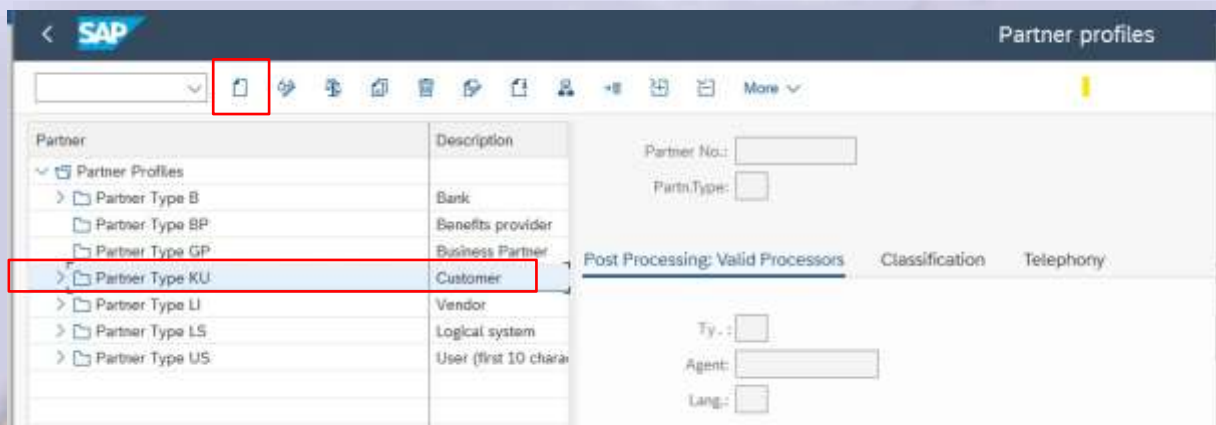 SAP
Partner profiles
More
Partner Description
Partner Profiles
Partner Type B Bank
Partner Type BP Benefits provider
Partner Type GP Business Partner
Partner Type KU Customer
Partner Type LI Vendor
Partner Type LS Logical system
Partner Type US User (first 10 chara
Partner No.:
Partn.Type:
Post Processing: Valid Processors Classification Telephony
Ty. :
Agent:
Lang.: